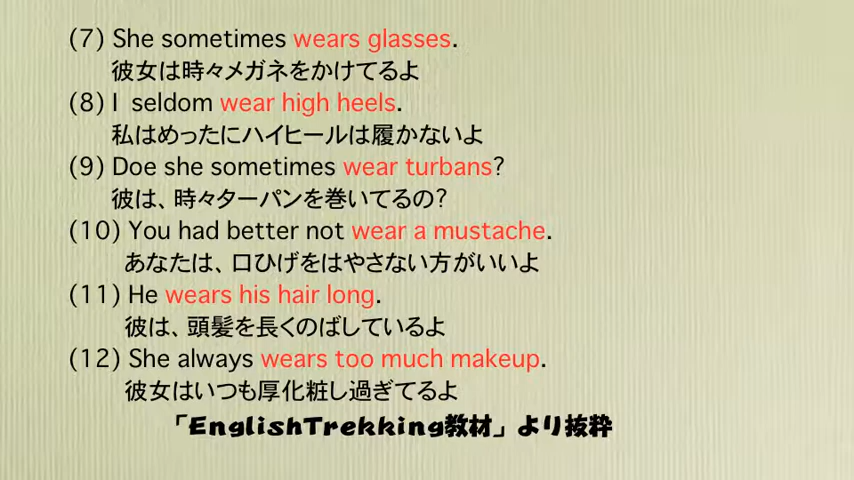 (7) She sometimes wears glasses.
彼女は時々メガネをかけてるよ
(8) I seldom wear high heels.
私はめったにハイヒールは履かないよ
(9) Doe she sometimes wear turbans?
彼は、時々ターバンを巻いてるの?
(10) You had better not wear a mustache.
あなたは、口ひげをはやさない方がいいよ
(11) He wears his hair long.
彼は、頭髪を長くのばしているよ
(12) She always wears too much makeup.
彼女はいつも厚化粧し過ぎてるよ
「EnglishTrekking教材」より抜粋